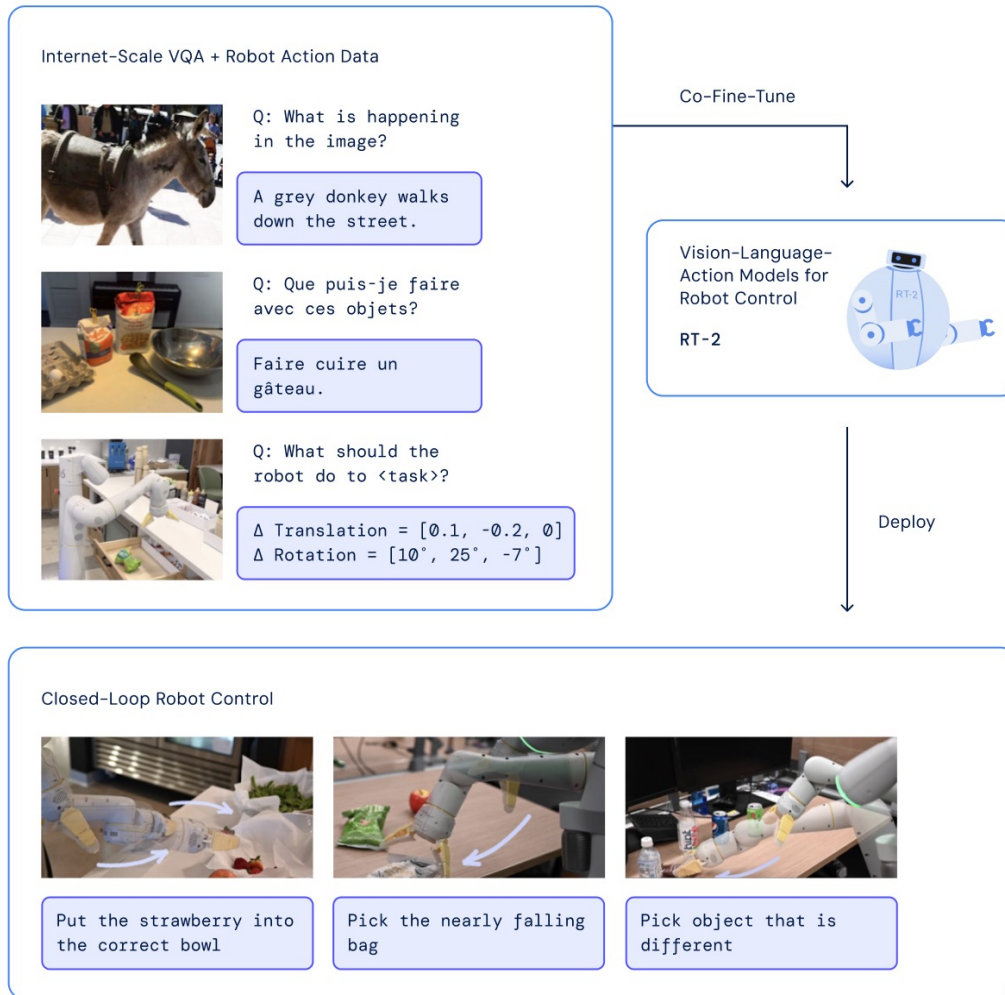 Internet-Scale VQA + Robot Action Data
Q: What is happening
in the image?
A grey donkey walks
down the street.
Q: Que puis-je faire
avec ces objets?
Faire cuire un
gâteau.
Q: What should the
robot do to <task>?
Δ Translation = [0.1, -0.2, 0]
Δ Rotation = [10°, 25°, -7°]
Co-Fine-Tune
Vision-Language-
Action Models for
Robot Control
RT-2
RT-2
Deploy
Closed-Loop Robot Control
Put the strawberry into
the correct bowl
Pick the nearly falling
bag
Pick object that is
different